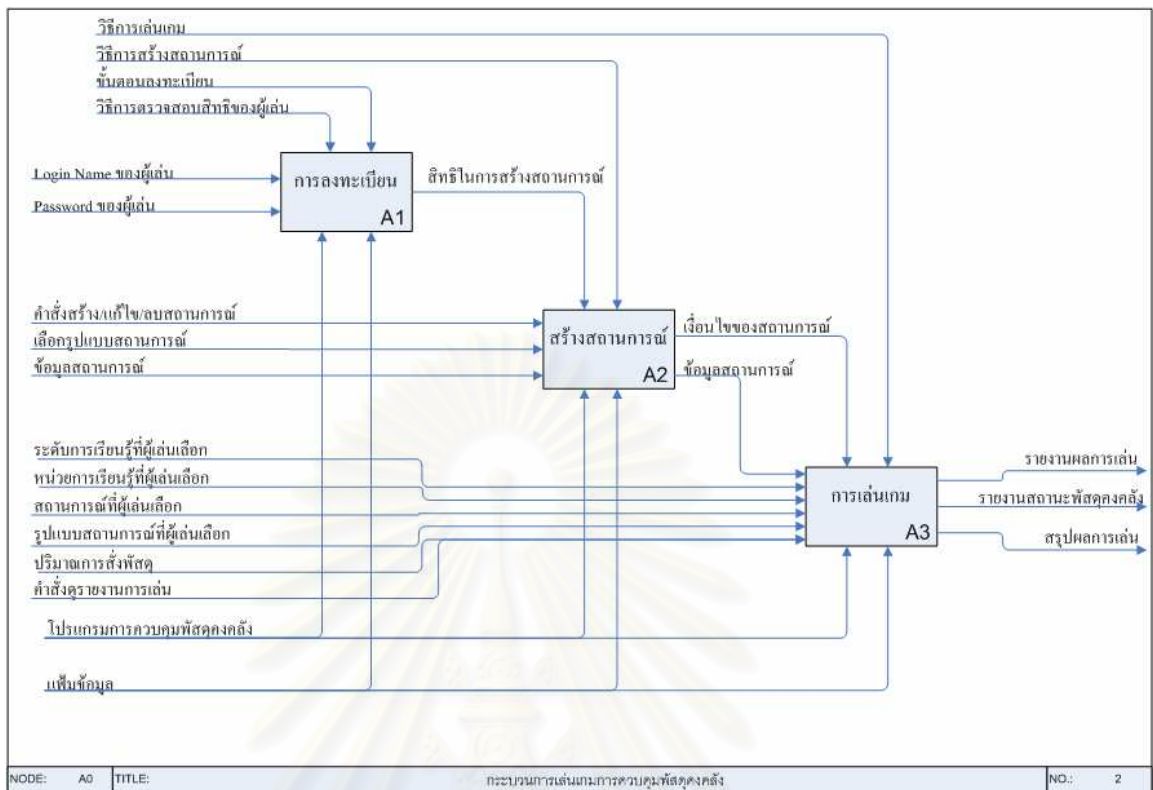 วิธีการเล่นเกม
วิธีการสร้างสถานการณ์
ขั้นตอนลงทะเบียน
วิธีการตรวจสอบสิทธิของผู้เล่น
Login Name ของผู้เล่น
Password ของผู้เล่น
การลงทะเบียน
A1
สิทธิในการสร้างสถานการณ์
คำสั่งสร้าง/แก้ไข/ลบสถานการณ์
เลือกรูปแบบสถานการณ์
ข้อมูลสถานการณ์
สร้างสถานการณ์
A2
เงื่อนไขของสถานการณ์
ข้อมูลสถานการณ์
ระดับการเรียนรู้ที่ผู้เล่นเลือก
หน่วยการเรียนรู้ที่ผู้เล่นเลือก
สถานการณ์ที่ผู้เล่นเลือก
รูปแบบสถานการณ์ที่ผู้เล่นเลือก
ปริมาณการสั่งพัสดุ
คำสั่งดูรายงานการเล่น
การเล่นเกม
A3
รายงานผลการเล่น
รายงานสถานะพัสดุคงคลัง
สรุปผลการเล่น
โปรแกรมการควบคุมพัสดุคงคลัง
แฟ้มข้อมูล
NODE: A0 TITLE: กระบวนการเล่นเกมการควบคุมพัสดุคงคลัง NO.: 2